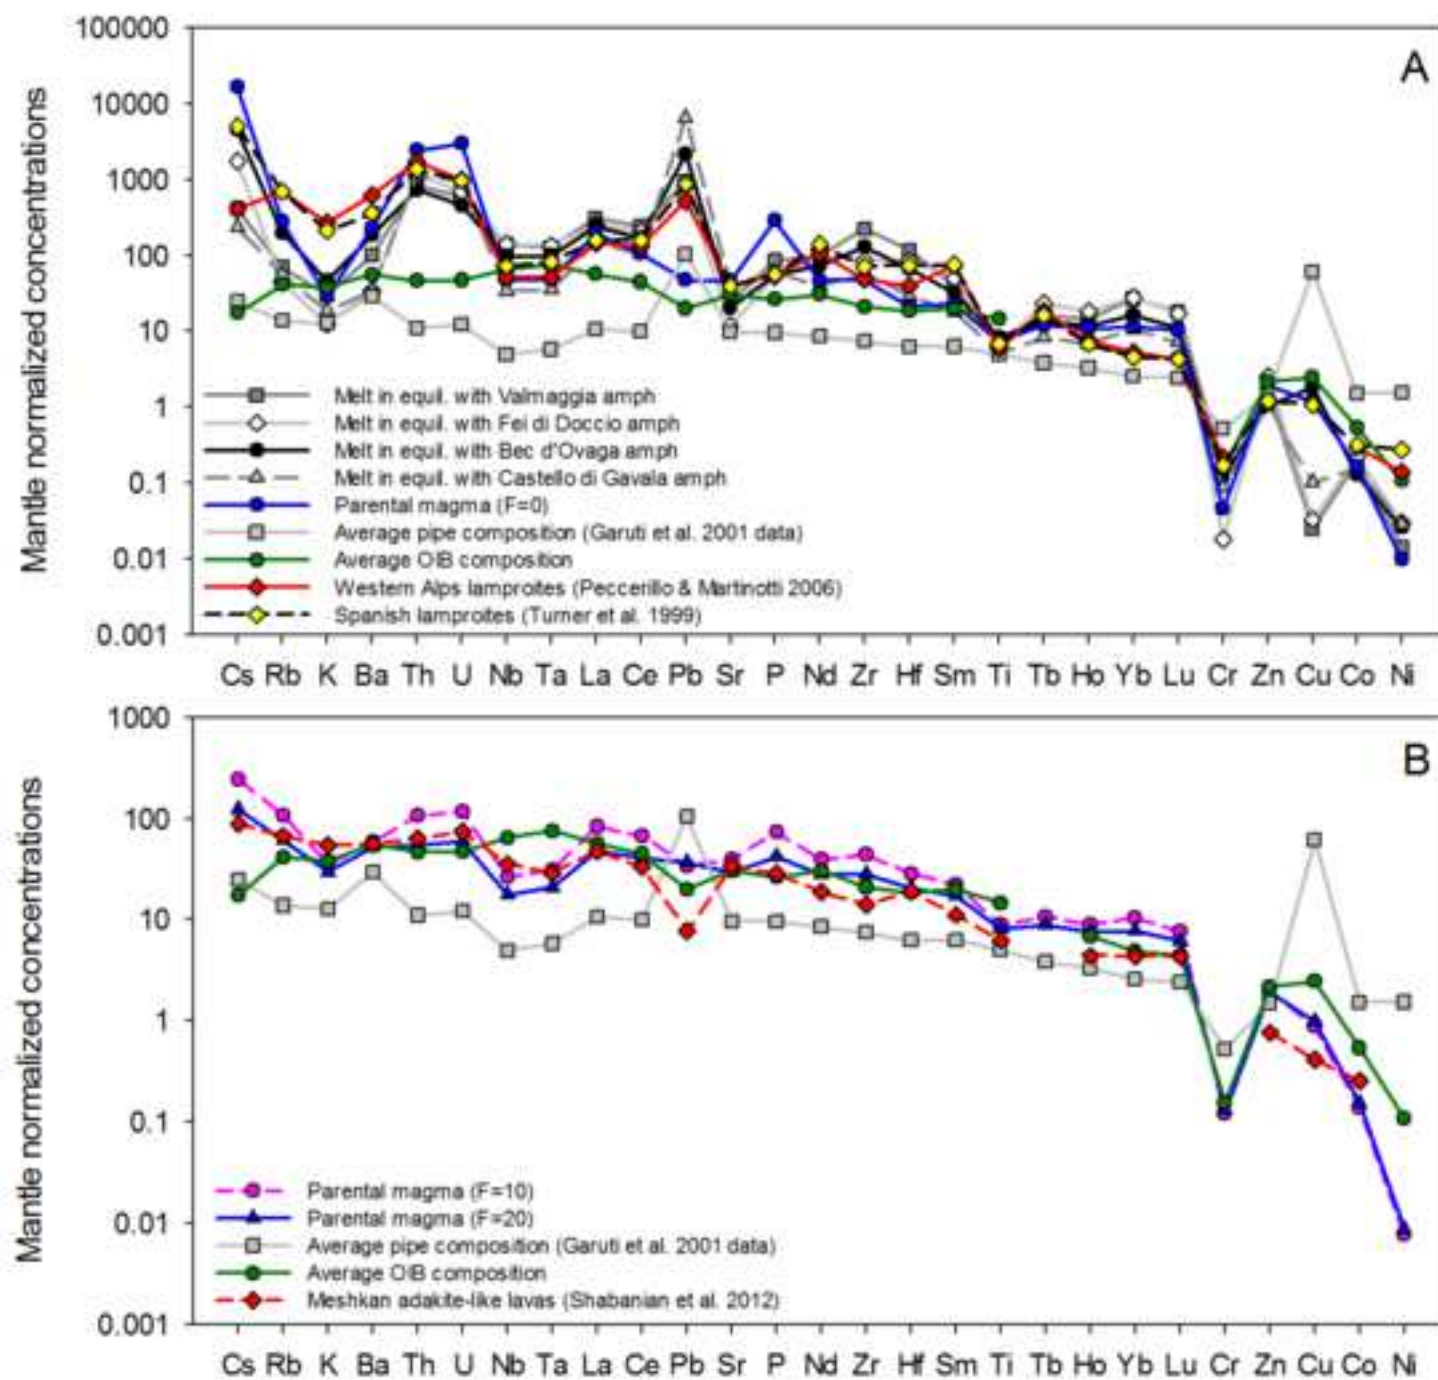 A
Mantle normalized concentrations
100000
10000
1000
100
10
1
0.1
0.01
0.001
Melt in equil. with Valmaggia amph
Melt in equil. with Fei di Doccio amph
Melt in equil. with Bec d'Ovaga amph
Melt in equil. with Castello di Gavala amph
Parental magma (F=0)
Average pipe composition (Garuti et al. 2001 data)
Average OIB composition
Western Alps lamproites (Peccerillo & Martinotti 2006)
Spanish lamproites (Turner et al. 1999)
Cs Rb K Ba Th U Nb Ta La Ce Pb Sr P Nd Zr Hf Sm Ti Tb Ho Yb Lu Cr Zn Cu Co Ni
B
Mantle normalized concentrations
1000
100
10
1
0.1
0.01
0.001
Parental magma (F=10)
Parental magma (F=20)
Average pipe composition (Garuti et al. 2001 data)
Average OIB composition
Meshkan adakite-like lavas (Shabanian et al. 2012)
Cs Rb K Ba Th U Nb Ta La Ce Pb Sr P Nd Zr Hf Sm Ti Tb Ho Yb Lu Cr Zn Cu Co Ni